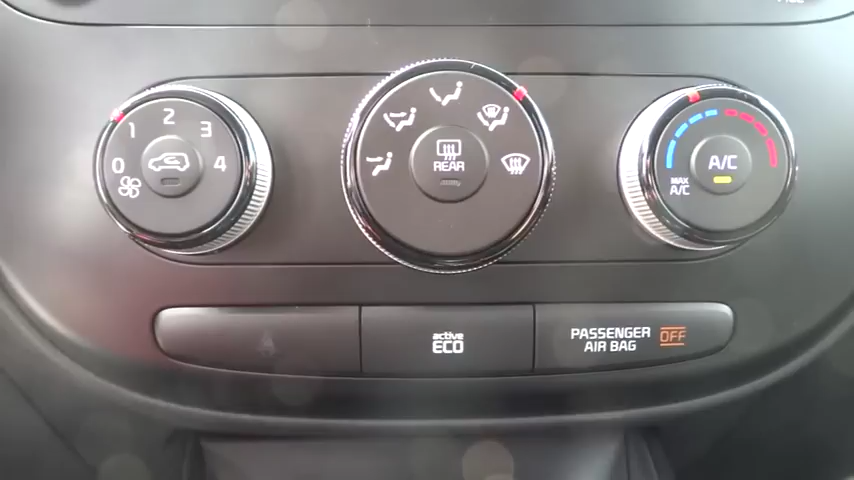 0 1 2 3 4
REAR
MAX
A/C
A/C
active
ECO
PASSENGER
AIR BAG
OFF